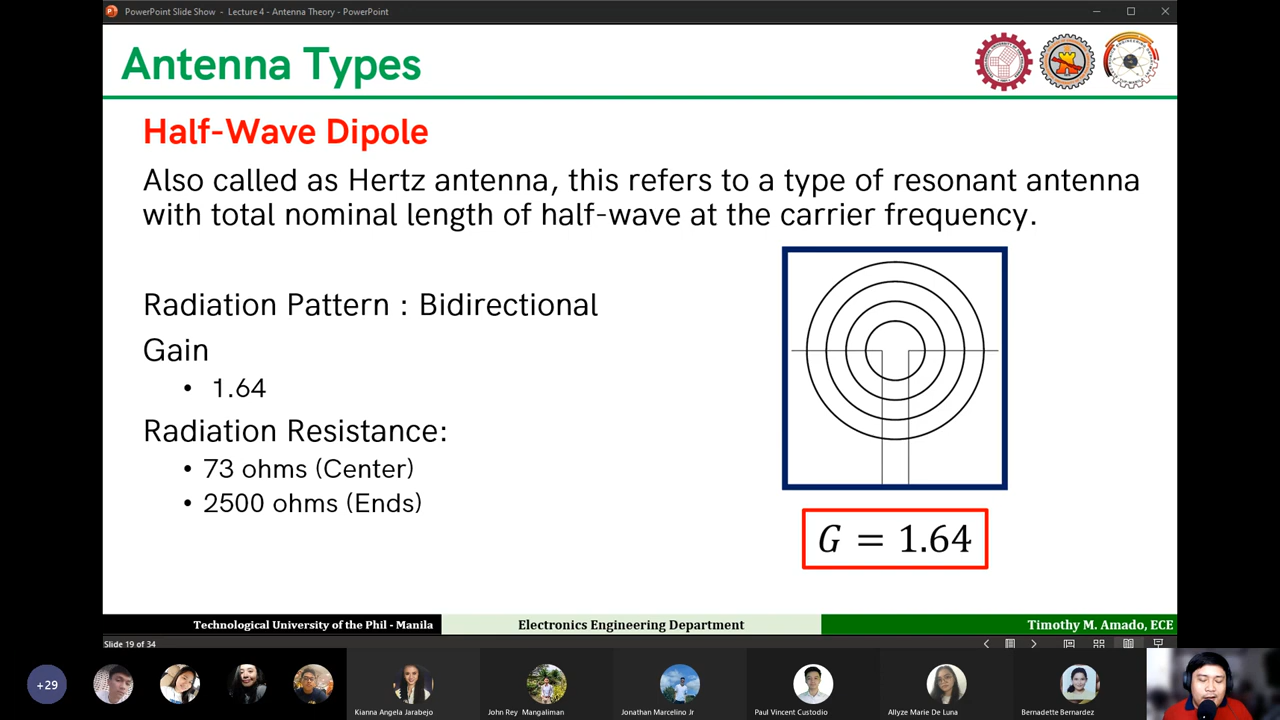 PowerPoint Slide Show - Lecture 4 - Antenna Theory - PowerPoint
Antenna Types
Half-Wave Dipole
Also called as Hertz antenna, this refers to a type of resonant antenna
with total nominal length of half-wave at the carrier frequency.
Radiation Pattern : Bidirectional
Gain
• 1.64
Radiation Resistance:
• 73 ohms (Center)
• 2500 ohms (Ends)
G = 1.64
Technological University of the Phil - Manila
Electronics Engineering Department
Timothy M. Amado, ECE
Slide 19 of 34
+29
Kianna Angela Jarabejo
John Rey Mangaliman
Jonathan Marcelino Jr
Paul Vincent Custodio
Allyze Marie De Luna
Bernadette Bernardez